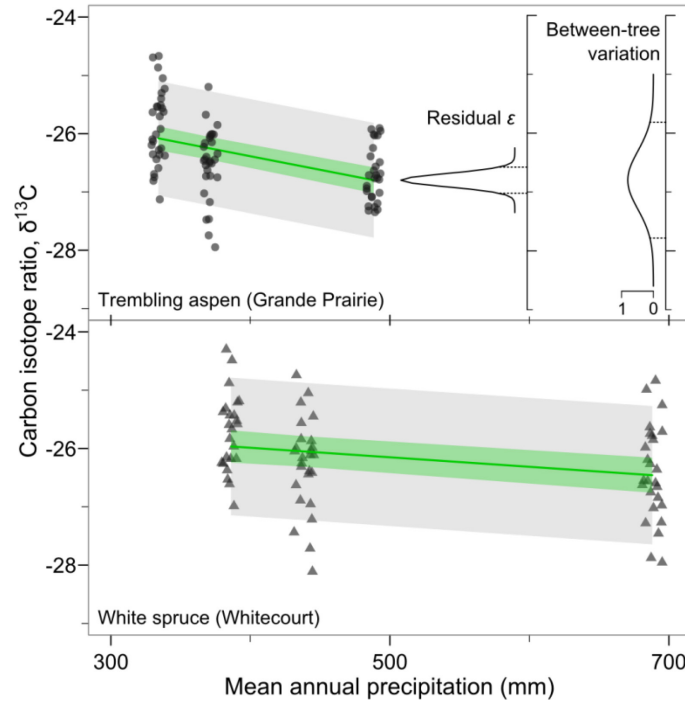 -24
-26
-28
Between-tree
variation
Residual ε
1 0
Trembling aspen (Grande Prairie)
Carbon isotope ratio, δ¹³C
-24
-26
-28
White spruce (Whitecourt)
300 500 700
Mean annual precipitation (mm)